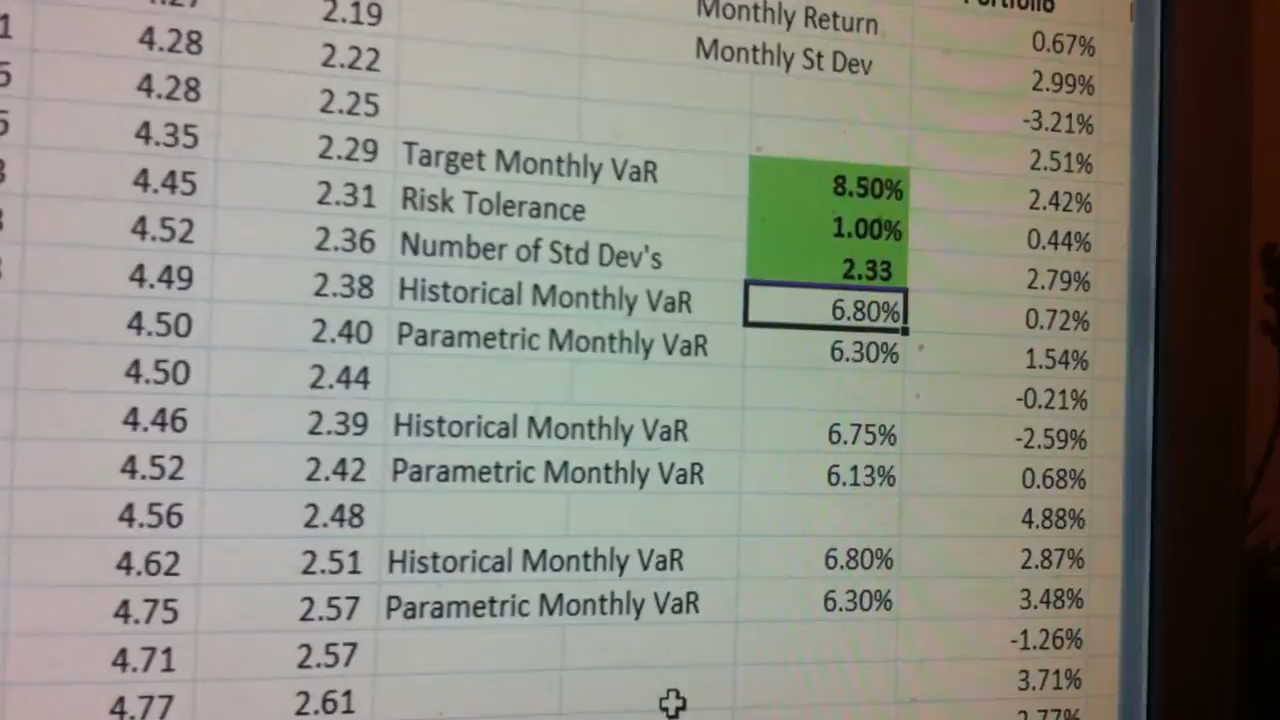 2.19 Monthly Return
4.28 2.22 Monthly St Dev 0.67%
4.28 2.25 2.99%
4.35 2.29 Target Monthly VaR 8.50% -3.21%
4.45 2.31 Risk Tolerance 1.00% 2.51%
4.52 2.36 Number of Std Dev's 2.33 2.42%
4.49 2.38 Historical Monthly VaR 6.80% 0.44%
4.50 2.40 Parametric Monthly VaR 6.30% 2.79%
4.50 2.44 0.72%
4.46 2.39 Historical Monthly VaR 6.75% 1.54%
4.52 2.42 Parametric Monthly VaR 6.13% -0.21%
4.56 2.48 -2.59%
4.62 2.51 Historical Monthly VaR 6.80% 0.68%
4.75 2.57 Parametric Monthly VaR 6.30% 4.88%
4.71 2.57 2.87%
4.77 2.61 3.48%
-1.26%
3.71%